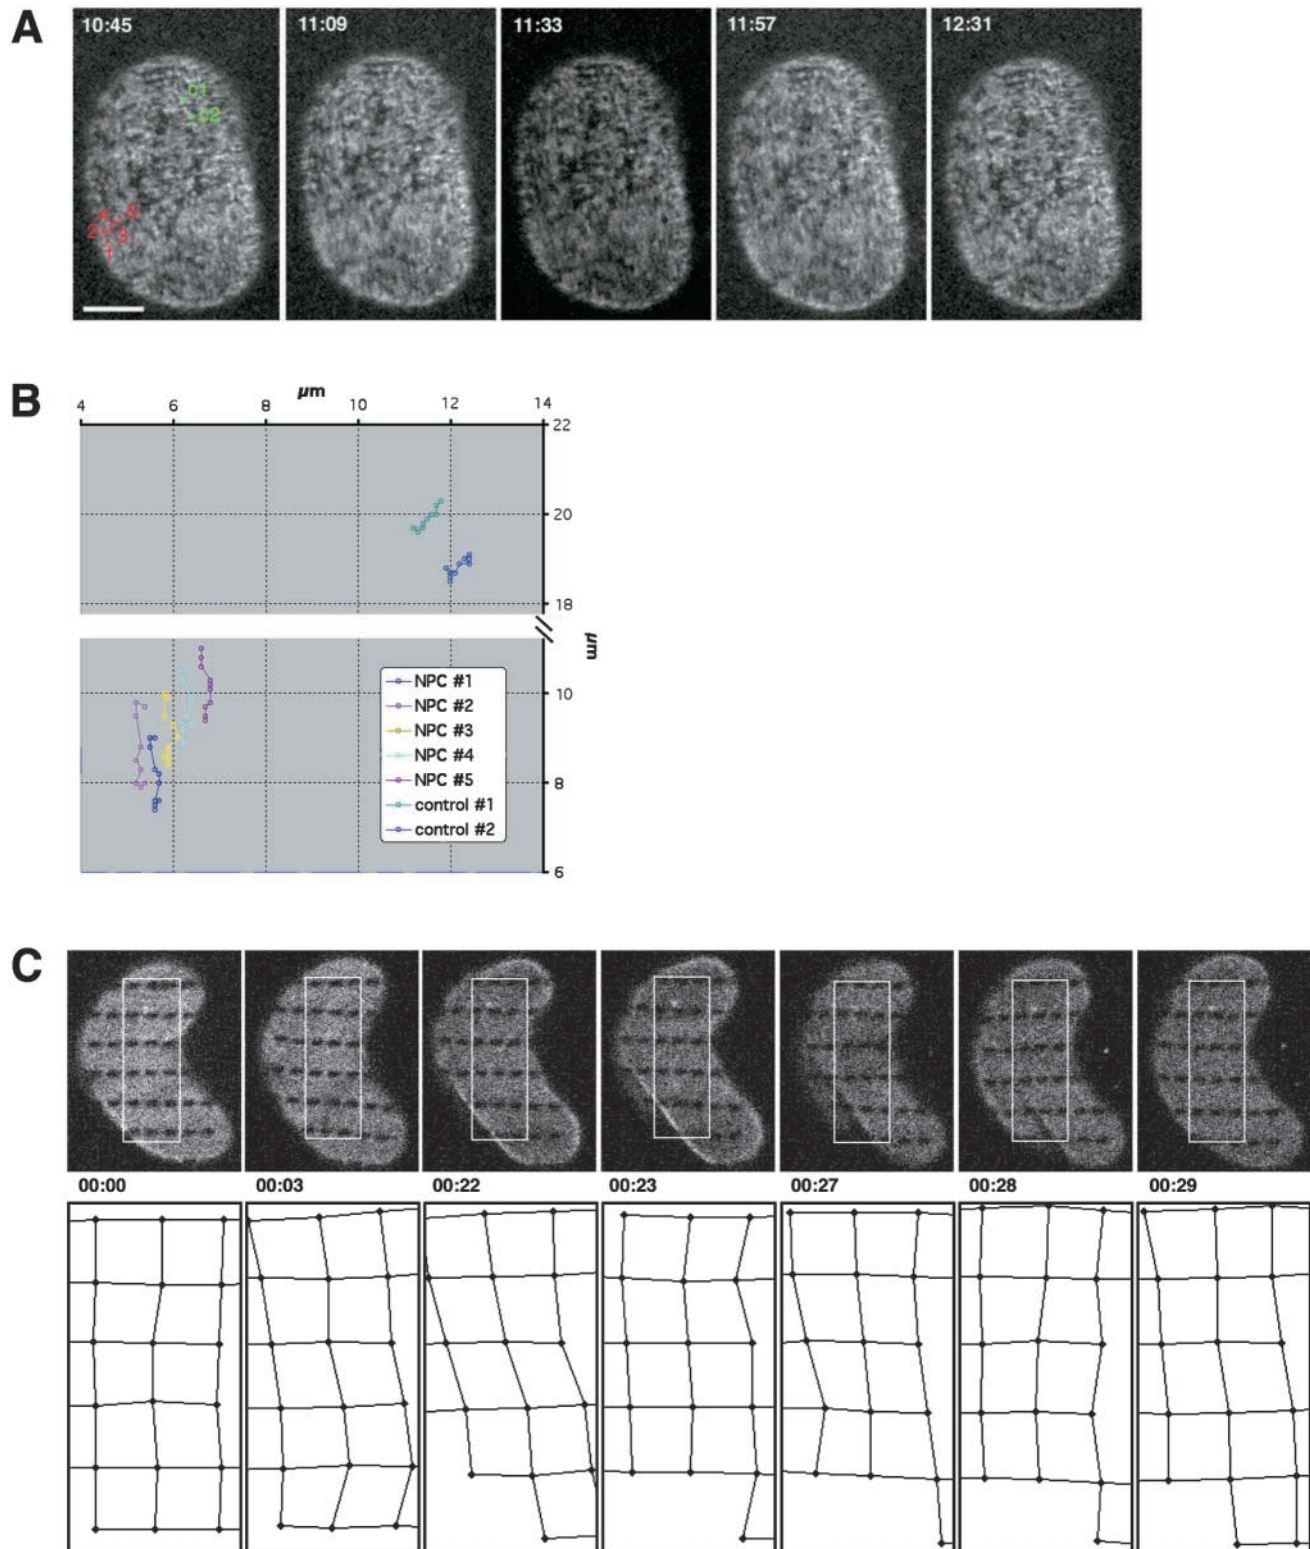 A
10:45 11:09 11:33 11:57 12:31
c1
c2
4 5
2 3
1
B
µm
4 6 8 10 12 14
22
20
18
µm
10
8
6
NPC #1
NPC #2
NPC #3
NPC #4
NPC #5
control #1
control #2
C
00:00 00:03 00:22 00:23 00:27 00:28 00:29